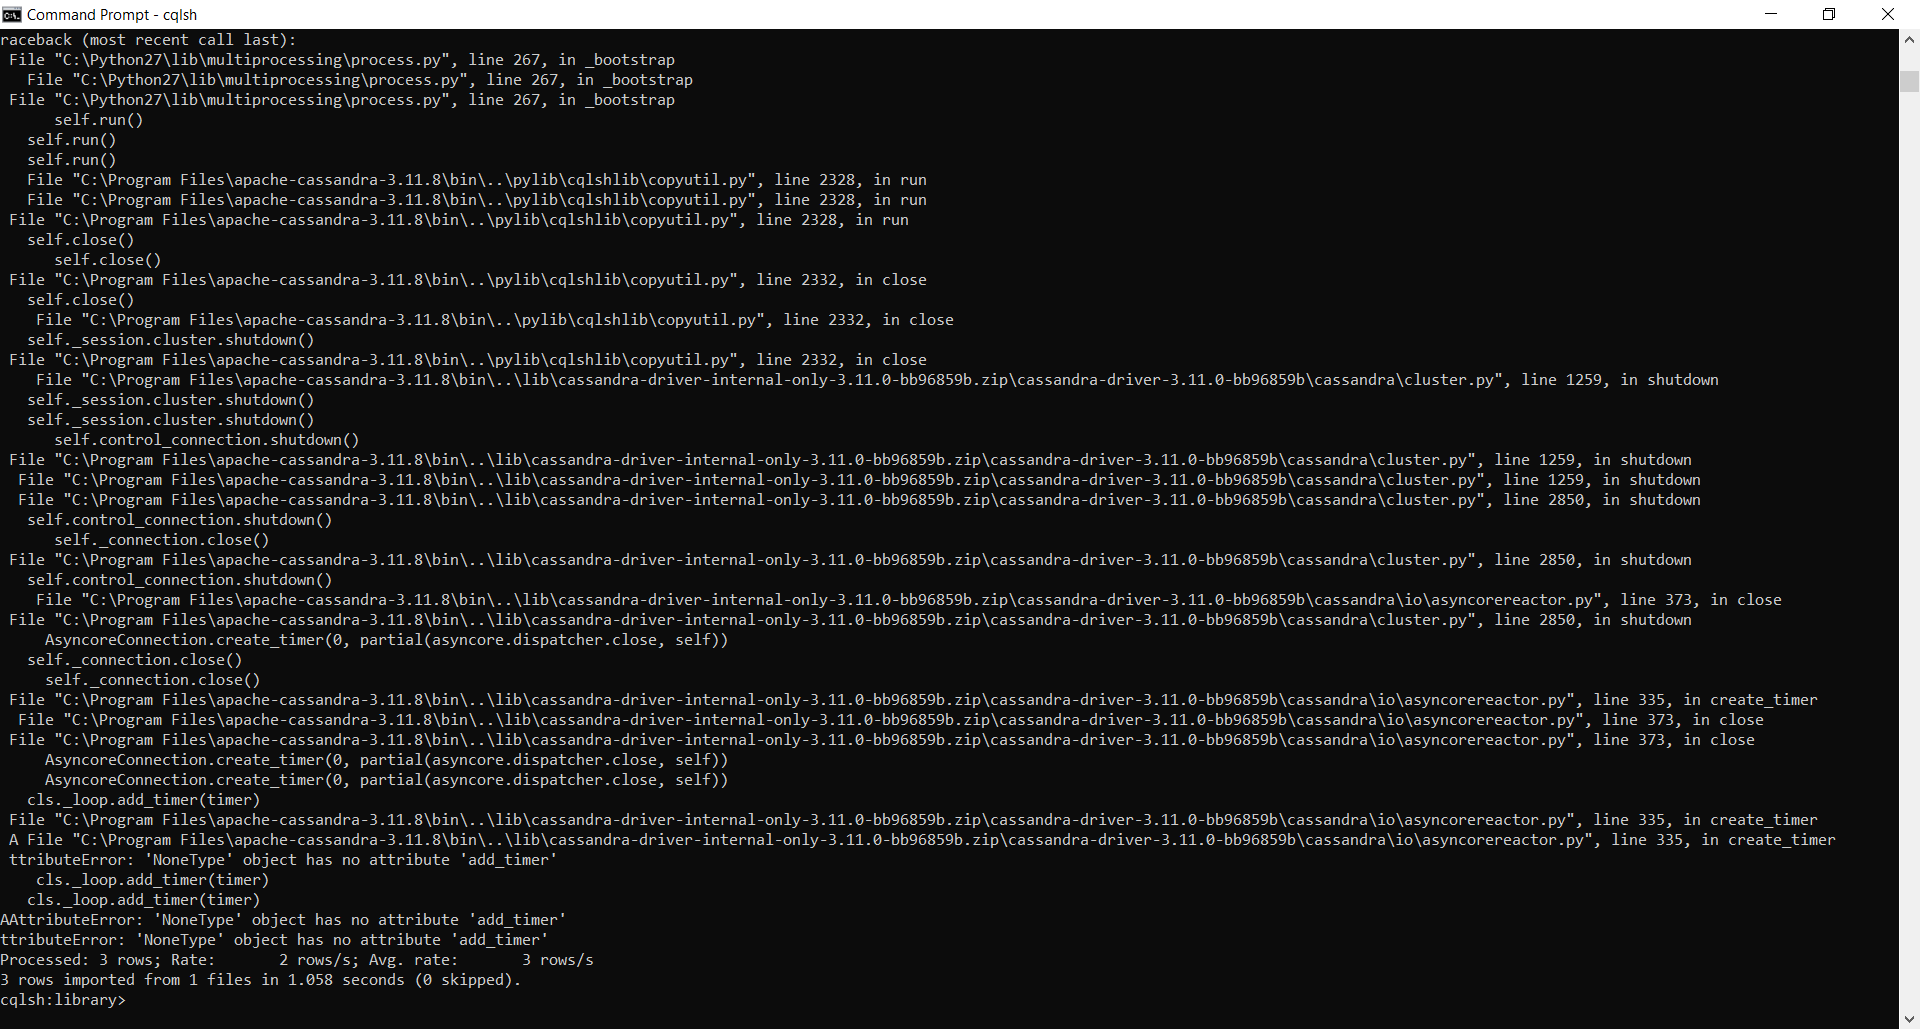 Command Prompt - cqlsh
raceback (most recent call last):
 File "C:\Python27\lib\multiprocessing\process.py", line 267, in _bootstrap
   File "C:\Python27\lib\multiprocessing\process.py", line 267, in _bootstrap
 File "C:\Python27\lib\multiprocessing\process.py", line 267, in _bootstrap
      self.run()
   self.run()
   self.run()
   File "C:\Program Files\apache-cassandra-3.11.8\bin\..\pylib\cqlshlib\copyutil.py", line 2328, in run
   File "C:\Program Files\apache-cassandra-3.11.8\bin\..\pylib\cqlshlib\copyutil.py", line 2328, in run
 File "C:\Program Files\apache-cassandra-3.11.8\bin\..\pylib\cqlshlib\copyutil.py", line 2328, in run
   self.close()
      self.close()
 File "C:\Program Files\apache-cassandra-3.11.8\bin\..\pylib\cqlshlib\copyutil.py", line 2332, in close
   self.close()
    File "C:\Program Files\apache-cassandra-3.11.8\bin\..\pylib\cqlshlib\copyutil.py", line 2332, in close
   self._session.cluster.shutdown()
 File "C:\Program Files\apache-cassandra-3.11.8\bin\..\pylib\cqlshlib\copyutil.py", line 2332, in close
    File "C:\Program Files\apache-cassandra-3.11.8\bin\..\lib\cassandra-driver-internal-only-3.11.0-bb96859b.zip\cassandra-driver-3.11.0-bb96859b\cassandra\cluster.py", line 1259, in shutdown
   self._session.cluster.shutdown()
   self._session.cluster.shutdown()
      self.control_connection.shutdown()
 File "C:\Program Files\apache-cassandra-3.11.8\bin\..\lib\cassandra-driver-internal-only-3.11.0-bb96859b.zip\cassandra-driver-3.11.0-bb96859b\cassandra\cluster.py", line 1259, in shutdown
  File "C:\Program Files\apache-cassandra-3.11.8\bin\..\lib\cassandra-driver-internal-only-3.11.0-bb96859b.zip\cassandra-driver-3.11.0-bb96859b\cassandra\cluster.py", line 1259, in shutdown
  File "C:\Program Files\apache-cassandra-3.11.8\bin\..\lib\cassandra-driver-internal-only-3.11.0-bb96859b.zip\cassandra-driver-3.11.0-bb96859b\cassandra\cluster.py", line 2850, in shutdown
   self.control_connection.shutdown()
      self._connection.close()
 File "C:\Program Files\apache-cassandra-3.11.8\bin\..\lib\cassandra-driver-internal-only-3.11.0-bb96859b.zip\cassandra-driver-3.11.0-bb96859b\cassandra\cluster.py", line 2850, in shutdown
   self.control_connection.shutdown()
    File "C:\Program Files\apache-cassandra-3.11.8\bin\..\lib\cassandra-driver-internal-only-3.11.0-bb96859b.zip\cassandra-driver-3.11.0-bb96859b\cassandra\io\asyncorereactor.py", line 373, in close
 File "C:\Program Files\apache-cassandra-3.11.8\bin\..\lib\cassandra-driver-internal-only-3.11.0-bb96859b.zip\cassandra-driver-3.11.0-bb96859b\cassandra\cluster.py", line 2850, in shutdown
     AsyncoreConnection.create_timer(0, partial(asyncore.dispatcher.close, self))
   self._connection.close()
     self._connection.close()
 File "C:\Program Files\apache-cassandra-3.11.8\bin\..\lib\cassandra-driver-internal-only-3.11.0-bb96859b.zip\cassandra-driver-3.11.0-bb96859b\cassandra\io\asyncorereactor.py", line 335, in create_timer
  File "C:\Program Files\apache-cassandra-3.11.8\bin\..\lib\cassandra-driver-internal-only-3.11.0-bb96859b.zip\cassandra-driver-3.11.0-bb96859b\cassandra\io\asyncorereactor.py", line 373, in close
 File "C:\Program Files\apache-cassandra-3.11.8\bin\..\lib\cassandra-driver-internal-only-3.11.0-bb96859b.zip\cassandra-driver-3.11.0-bb96859b\cassandra\io\asyncorereactor.py", line 373, in close
     AsyncoreConnection.create_timer(0, partial(asyncore.dispatcher.close, self))
     AsyncoreConnection.create_timer(0, partial(asyncore.dispatcher.close, self))
   cls._loop.add_timer(timer)
 File "C:\Program Files\apache-cassandra-3.11.8\bin\..\lib\cassandra-driver-internal-only-3.11.0-bb96859b.zip\cassandra-driver-3.11.0-bb96859b\cassandra\io\asyncorereactor.py", line 335, in create_timer
 A File "C:\Program Files\apache-cassandra-3.11.8\bin\..\lib\cassandra-driver-internal-only-3.11.0-bb96859b.zip\cassandra-driver-3.11.0-bb96859b\cassandra\io\asyncorereactor.py", line 335, in create_timer
 ttributeError: 'NoneType' object has no attribute 'add_timer'
    cls._loop.add_timer(timer)
   cls._loop.add_timer(timer)
AAttributeError: 'NoneType' object has no attribute 'add_timer'
ttributeError: 'NoneType' object has no attribute 'add_timer'
Processed: 3 rows; Rate:       2 rows/s; Avg. rate:       3 rows/s
3 rows imported from 1 files in 1.058 seconds (0 skipped).
cqlsh:library>